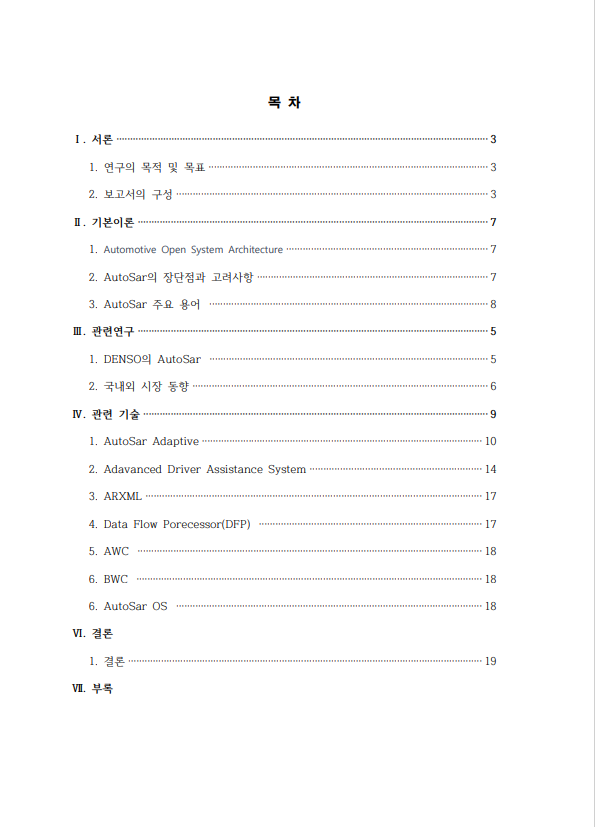 목 차
Ⅰ. 서론 3
1. 연구의 목적 및 목표 3
2. 보고서의 구성 3
Ⅱ. 기본이론 7
1. Automotive Open System Architecture 7
2. AutoSar의 장단점과 고려사항 7
3. AutoSar 주요 용어 8
Ⅲ. 관련연구 5
1. DENSO의 AutoSar 5
2. 국내외 시장 동향 6
Ⅳ. 관련 기술 9
1. AutoSar Adaptive 10
2. Adavanced Driver Assistance System 14
3. ARXML 17
4. Data Flow Porecessor(DFP) 17
5. AWC 18
6. BWC 18
6. AutoSar OS 18
Ⅵ. 결론
1. 결론 19
Ⅶ. 부록